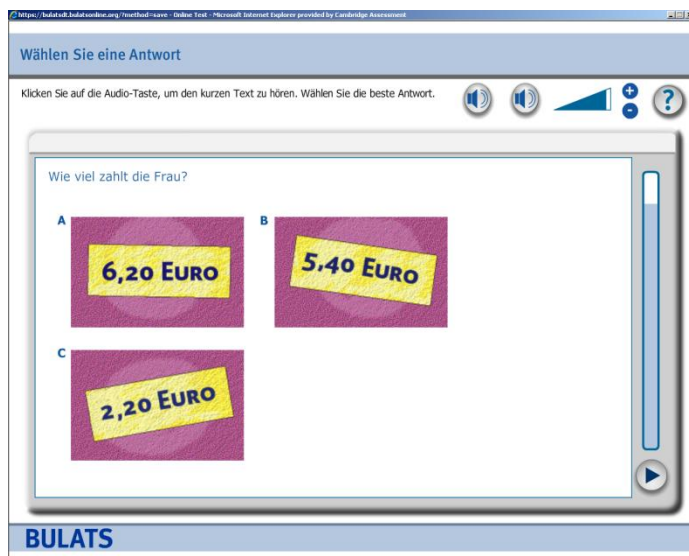 https://bulatsdt.bulatsonline.org/?method=save - Online Test - Microsoft Internet Explorer provided by Cambridge Assessment
Wählen Sie eine Antwort
Klicken Sie auf die Audio-Taste, um den kurzen Text zu hören. Wählen Sie die beste Antwort.
+
-
?
Wie viel zahlt die Frau?
A
B
6,20 Euro
5,40 Euro
C
2,20 Euro
BULATS